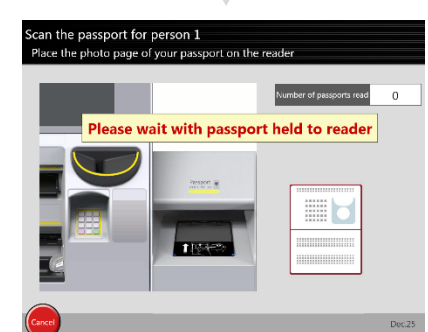 Scan the passport for person 1
Place the photo page of your passport on the reader
Number of passports read 0
Please wait with passport held to reader
Passport
Cancel
Dec.25